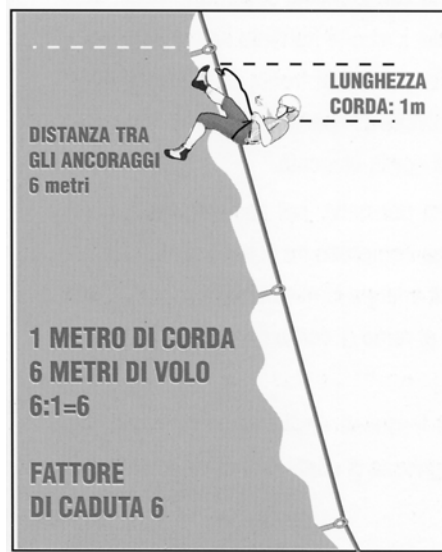 LUNGHEZZA
CORDA: 1m
DISTANZA TRA
GLI ANCORAGGI
6 metri
1 METRO DI CORDA
6 METRI DI VOLO
6:1=6
FATTORE
DI CADUTA 6